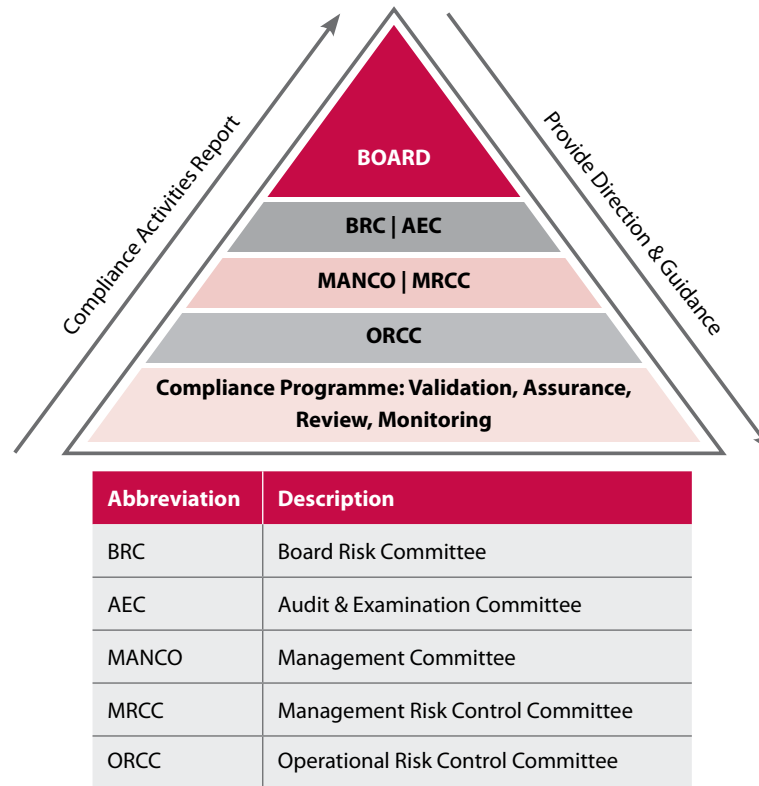 Compliance Activities Report
Provide Direction & Guidance
BOARD
BRC | AEC
MANCO | MRCC
ORCC
Compliance Programme: Validation, Assurance,
Review, Monitoring
Abbreviation Description
BRC Board Risk Committee
AEC Audit & Examination Committee
MANCO Management Committee
MRCC Management Risk Control Committee
ORCC Operational Risk Control Committee